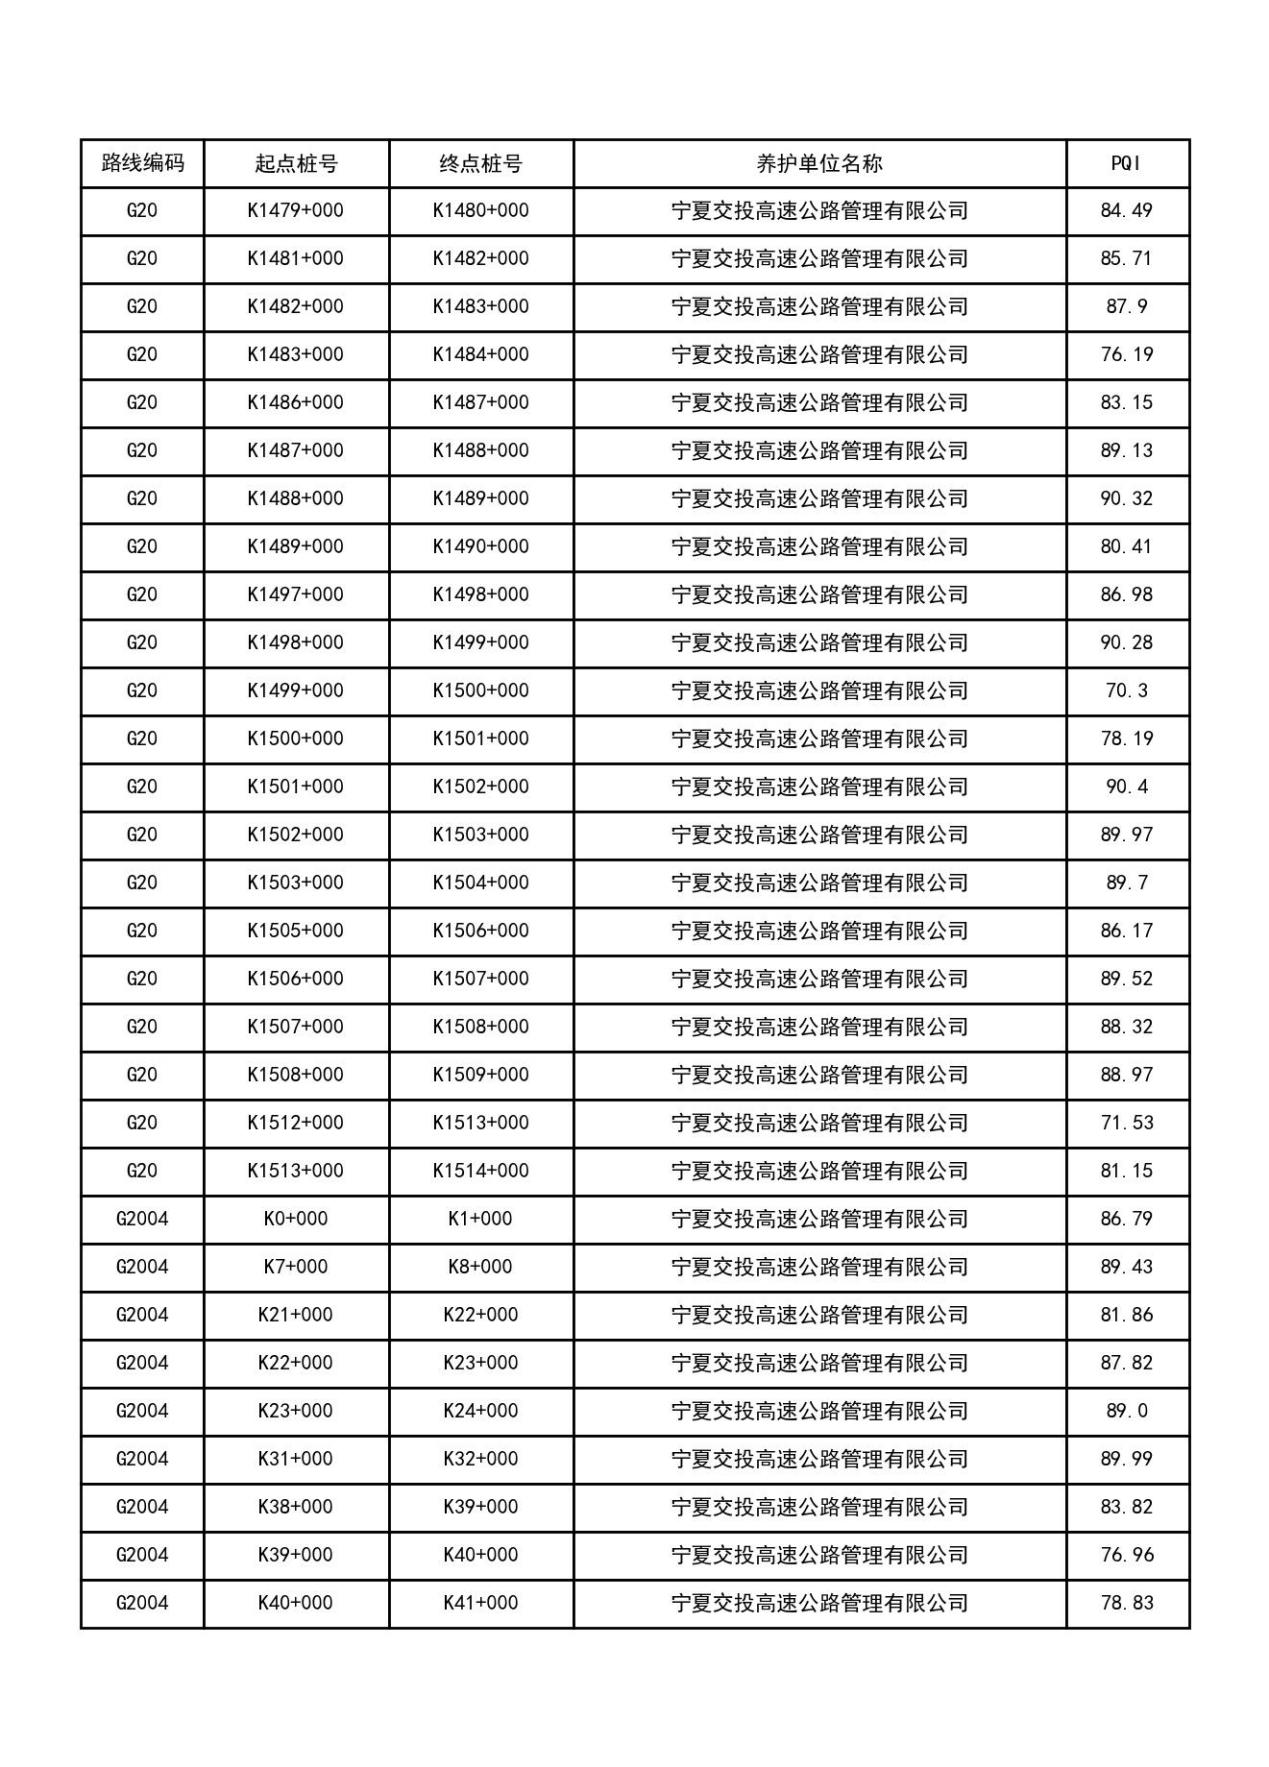 路线编码 起点桩号 终点桩号 养护单位名称 PQI
G20 K1479+000 K1480+000 宁夏交投高速公路管理有限公司 84.49
G20 K1481+000 K1482+000 宁夏交投高速公路管理有限公司 85.71
G20 K1482+000 K1483+000 宁夏交投高速公路管理有限公司 87.9
G20 K1483+000 K1484+000 宁夏交投高速公路管理有限公司 76.19
G20 K1486+000 K1487+000 宁夏交投高速公路管理有限公司 83.15
G20 K1487+000 K1488+000 宁夏交投高速公路管理有限公司 89.13
G20 K1488+000 K1489+000 宁夏交投高速公路管理有限公司 90.32
G20 K1489+000 K1490+000 宁夏交投高速公路管理有限公司 80.41
G20 K1497+000 K1498+000 宁夏交投高速公路管理有限公司 86.98
G20 K1498+000 K1499+000 宁夏交投高速公路管理有限公司 90.28
G20 K1499+000 K1500+000 宁夏交投高速公路管理有限公司 70.3
G20 K1500+000 K1501+000 宁夏交投高速公路管理有限公司 78.19
G20 K1501+000 K1502+000 宁夏交投高速公路管理有限公司 90.4
G20 K1502+000 K1503+000 宁夏交投高速公路管理有限公司 89.97
G20 K1503+000 K1504+000 宁夏交投高速公路管理有限公司 89.7
G20 K1505+000 K1506+000 宁夏交投高速公路管理有限公司 86.17
G20 K1506+000 K1507+000 宁夏交投高速公路管理有限公司 89.52
G20 K1507+000 K1508+000 宁夏交投高速公路管理有限公司 88.32
G20 K1508+000 K1509+000 宁夏交投高速公路管理有限公司 88.97
G20 K1512+000 K1513+000 宁夏交投高速公路管理有限公司 71.53
G20 K1513+000 K1514+000 宁夏交投高速公路管理有限公司 81.15
G2004 K0+000 K1+000 宁夏交投高速公路管理有限公司 86.79
G2004 K7+000 K8+000 宁夏交投高速公路管理有限公司 89.43
G2004 K21+000 K22+000 宁夏交投高速公路管理有限公司 81.86
G2004 K22+000 K23+000 宁夏交投高速公路管理有限公司 87.82
G2004 K23+000 K24+000 宁夏交投高速公路管理有限公司 89.0
G2004 K31+000 K32+000 宁夏交投高速公路管理有限公司 89.99
G2004 K38+000 K39+000 宁夏交投高速公路管理有限公司 83.82
G2004 K39+000 K40+000 宁夏交投高速公路管理有限公司 76.96
G2004 K40+000 K41+000 宁夏交投高速公路管理有限公司 78.83